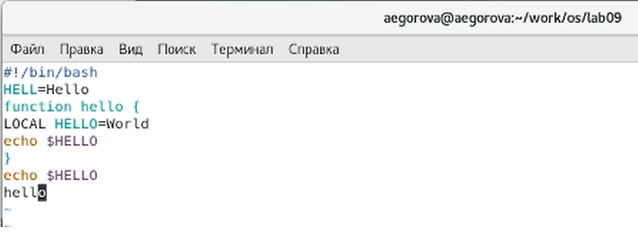 aegorova@aegorova:~/work/os/lab09
Файл Правка Вид Поиск Терминал Справка
#!/bin/bash
HELL=Hello
function hello {
LOCAL HELLO=World
echo $HELLO
}
echo $HELLO
hello
~
~